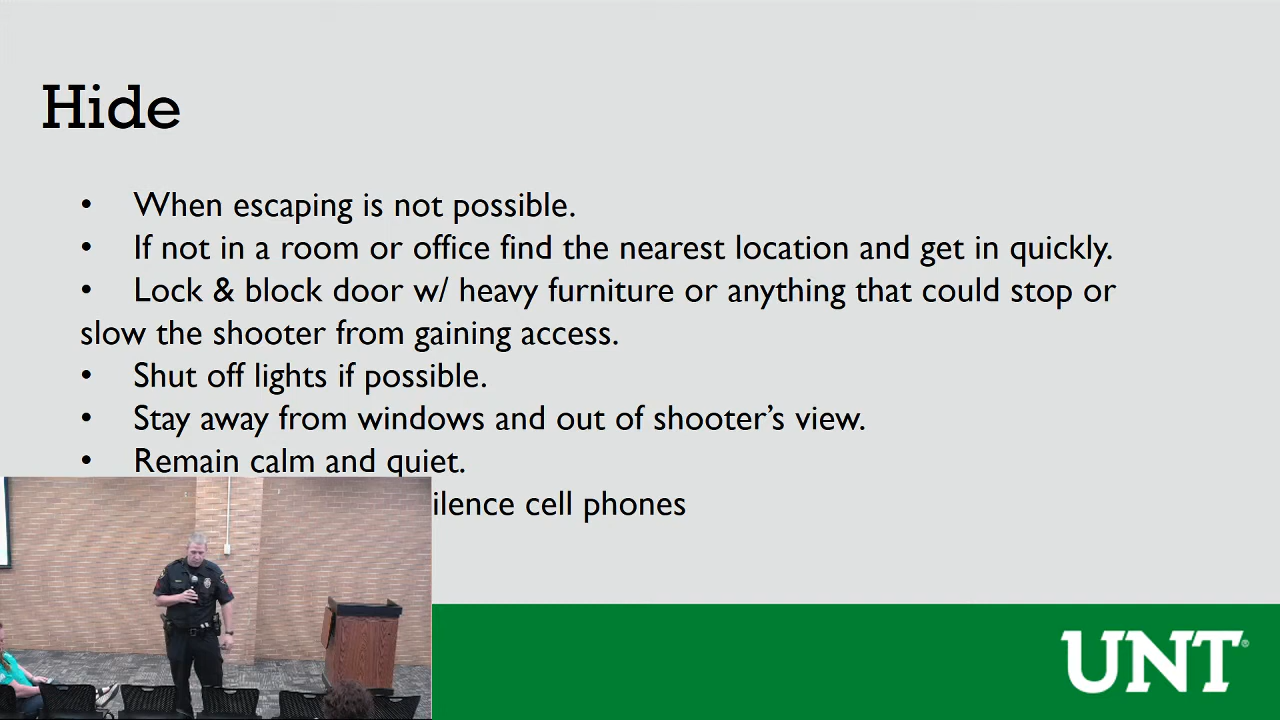 Hide
• When escaping is not possible.
• If not in a room or office find the nearest location and get in quickly.
• Lock & block door w/ heavy furniture or anything that could stop or
slow the shooter from gaining access.
• Shut off lights if possible.
• Stay away from windows and out of shooter's view.
• Remain calm and quiet.
cell phones
UNT®